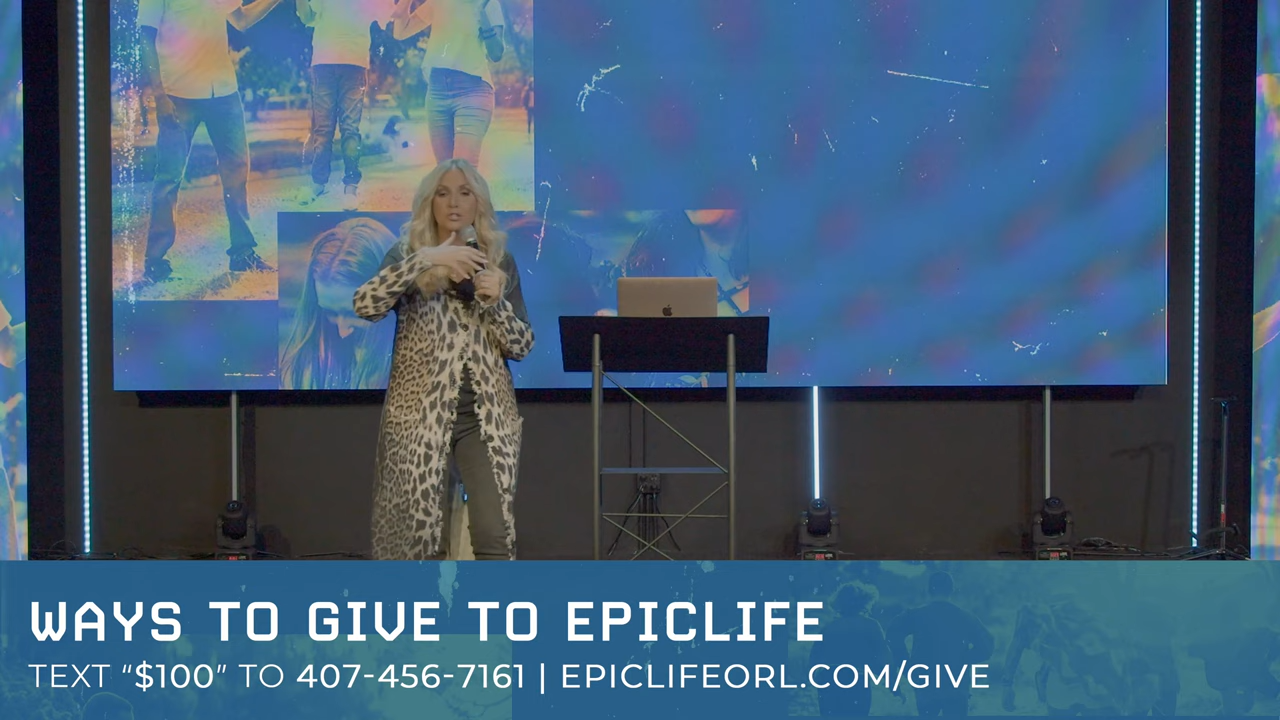 WAYS TO GIVE TO EPICLIFE
TEXT “$100” TO 407-456-7161 | EPICLIFEORL.COM/GIVE